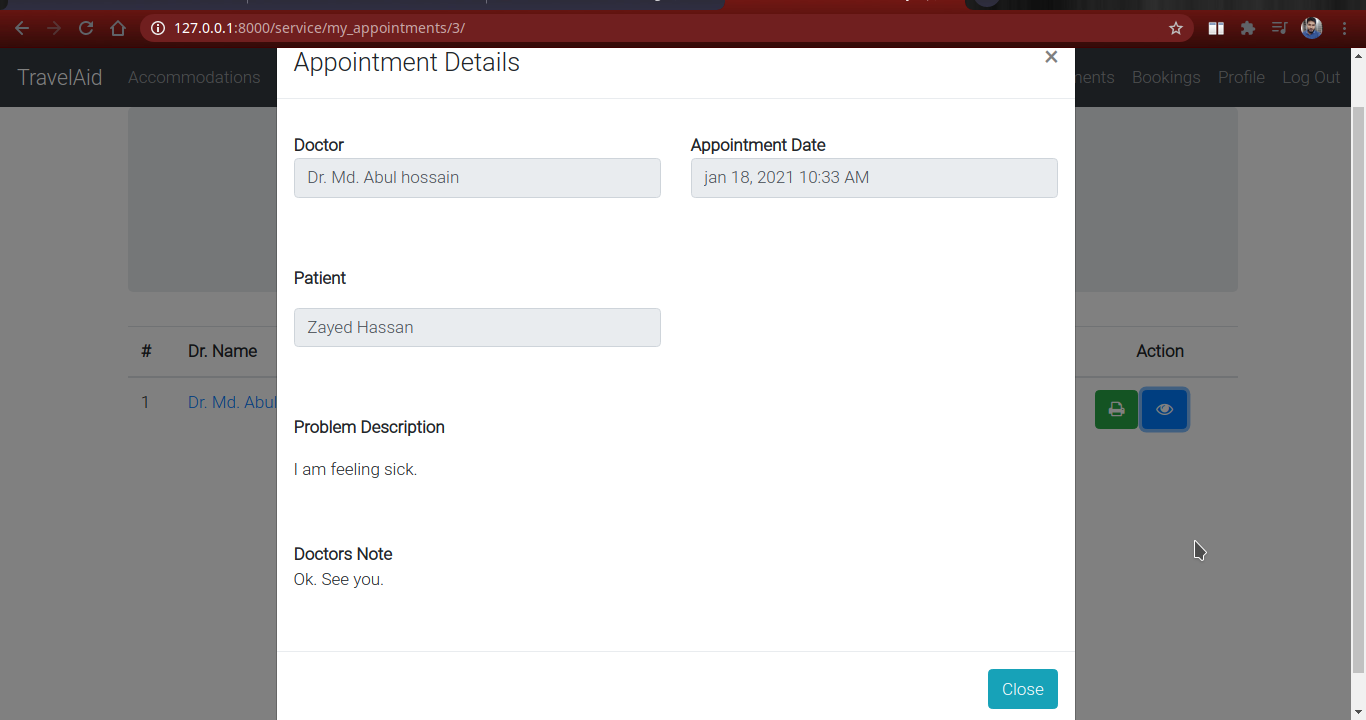 127.0.0.1:8000/service/my_appointments/3/
TravelAid Accommodations Bookings Profile Log Out
Appointment Details ×
Doctor Appointment Date
Dr. Md. Abul hossain jan 18, 2021 10:33 AM
Patient
Zayed Hassan
# Dr. Name Action
1 Dr. Md. Abul
Problem Description
I am feeling sick.
Doctors Note
Ok. See you.
Close